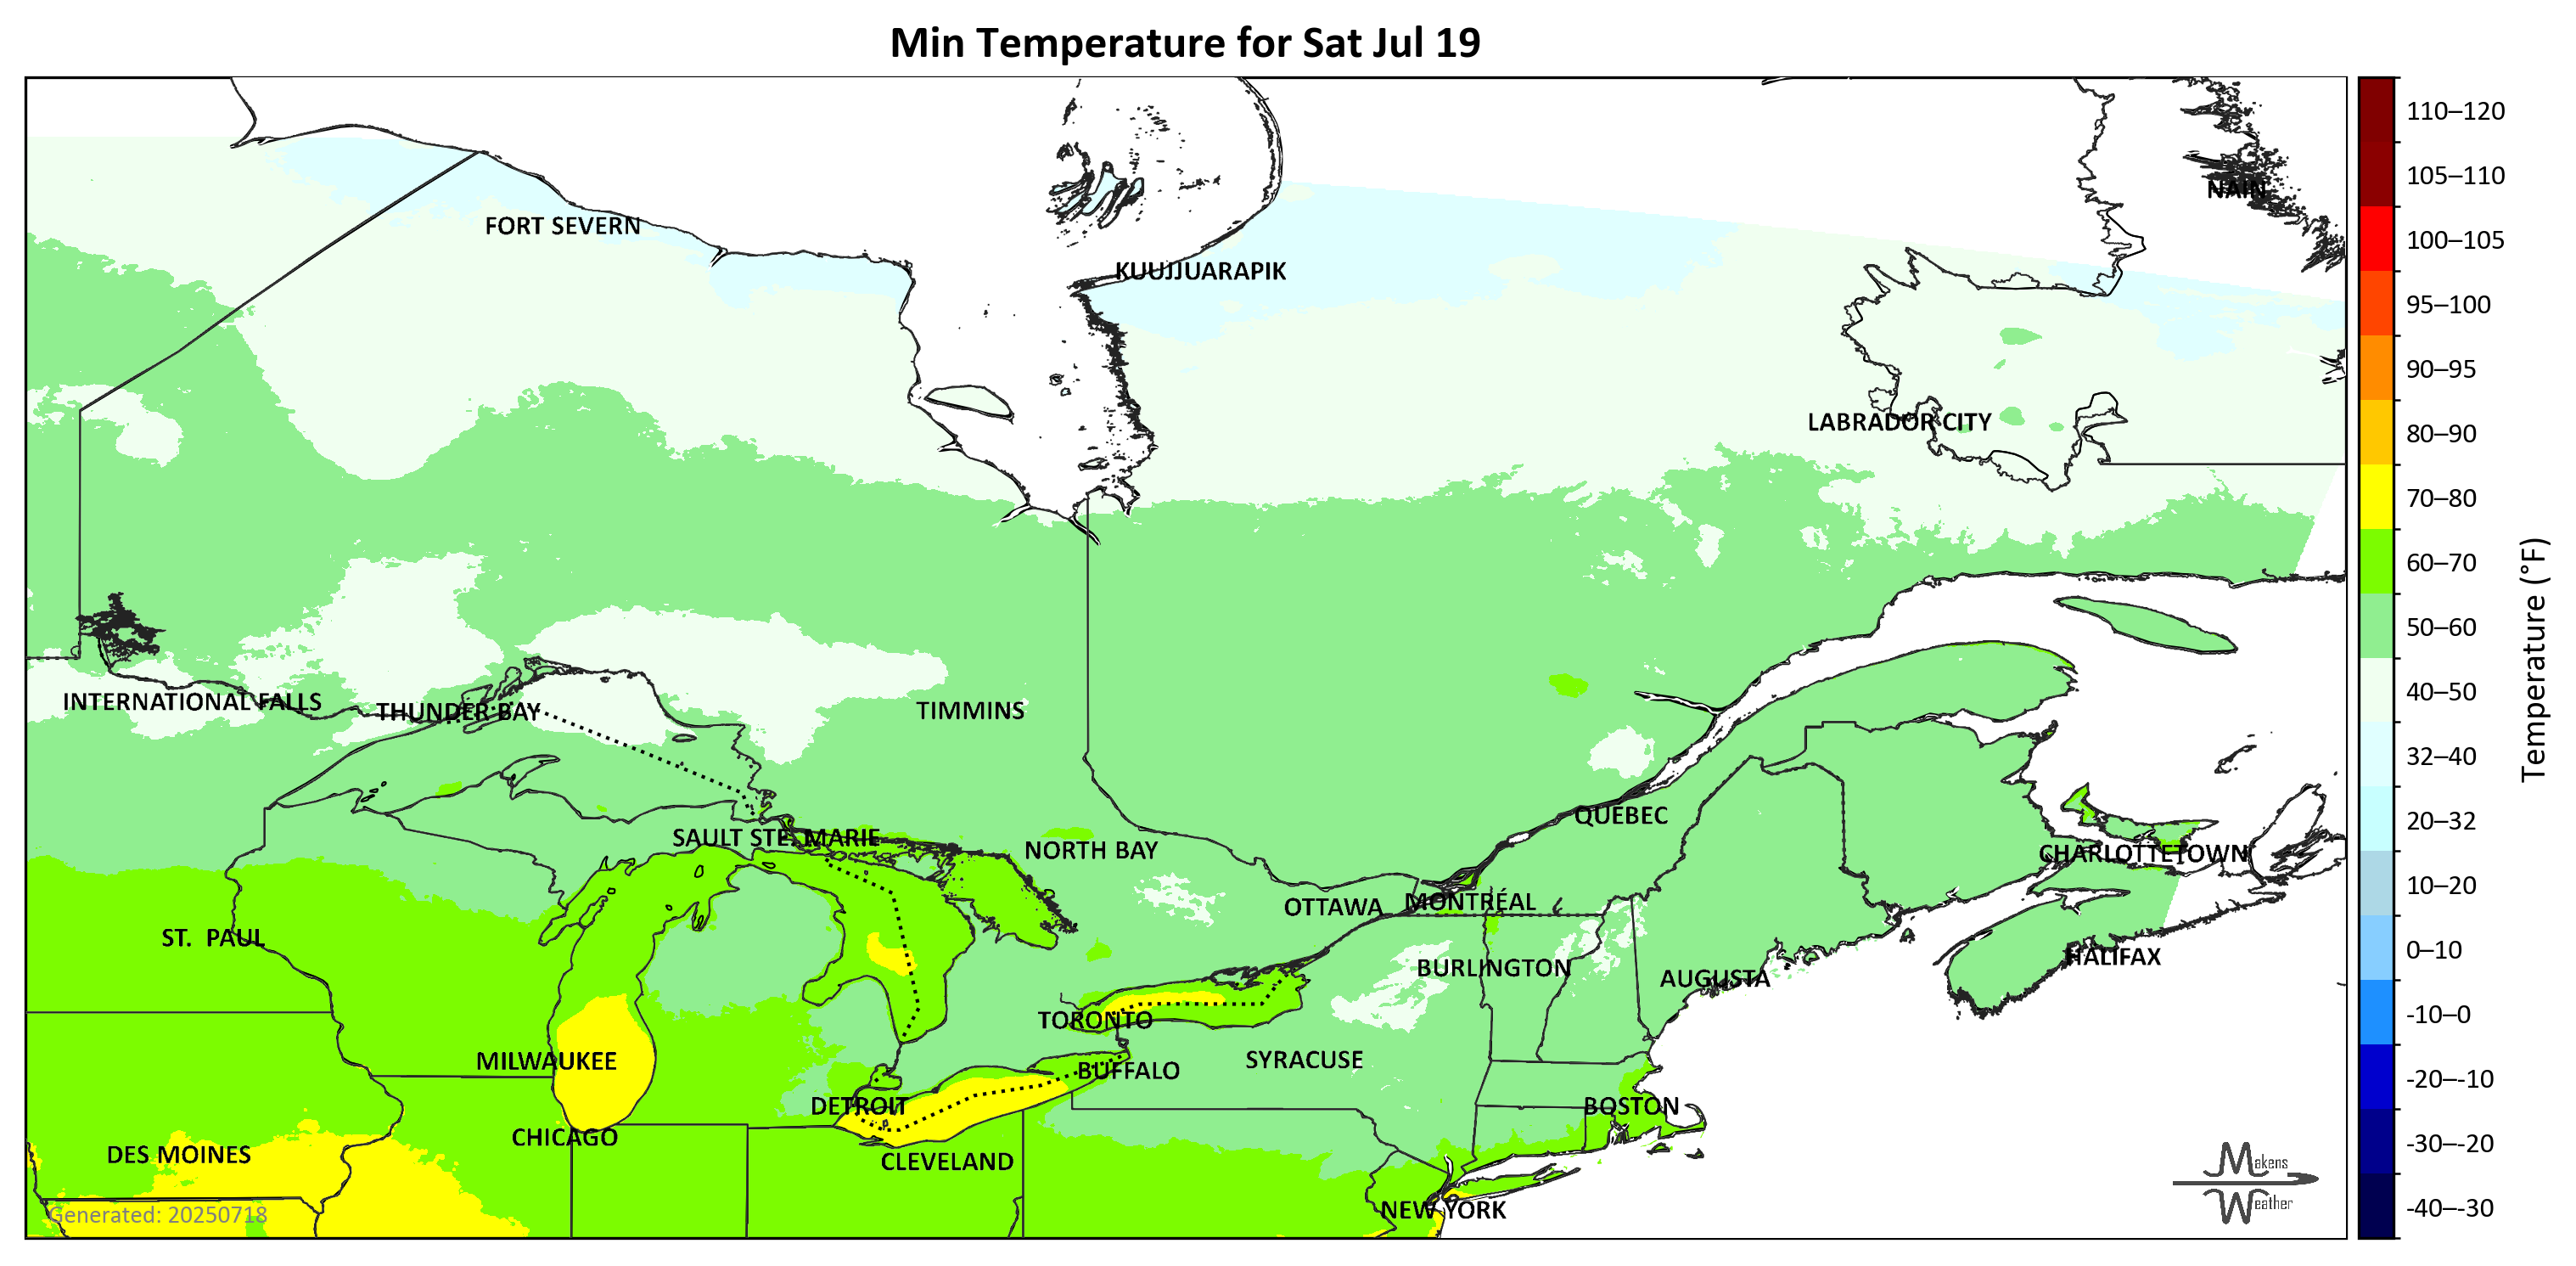 Min Temperature for Sat Jul 19
110–120
105–110
NAIN
FORT SEVERN
100–105
KUUJJUARAPIK
95–100
90–95
LABRADOR CITY
80–90
70–80
60–70
50–60
Temperature (°F)
40–50
INTERNATIONAL FALLS
THUNDER BAY
TIMMINS
32–40
QUÉBEC
20–32
SAULT STE. MARIE
NORTH BAY
CHARLOTTETOWN
10–20
OTTAWA
MONTRÉAL
ST. PAUL
0–10
HALIFAX
BURLINGTON
AUGUSTA
-10–0
TORONTO
MILWAUKEE
SYRACUSE
BUFFALO
-20–-10
DETROIT
BOSTON
CHICAGO
-30–-20
DES MOINES
CLEVELAND
Makens
Weather
NEW YORK
-40–-30
Generated: 20250718